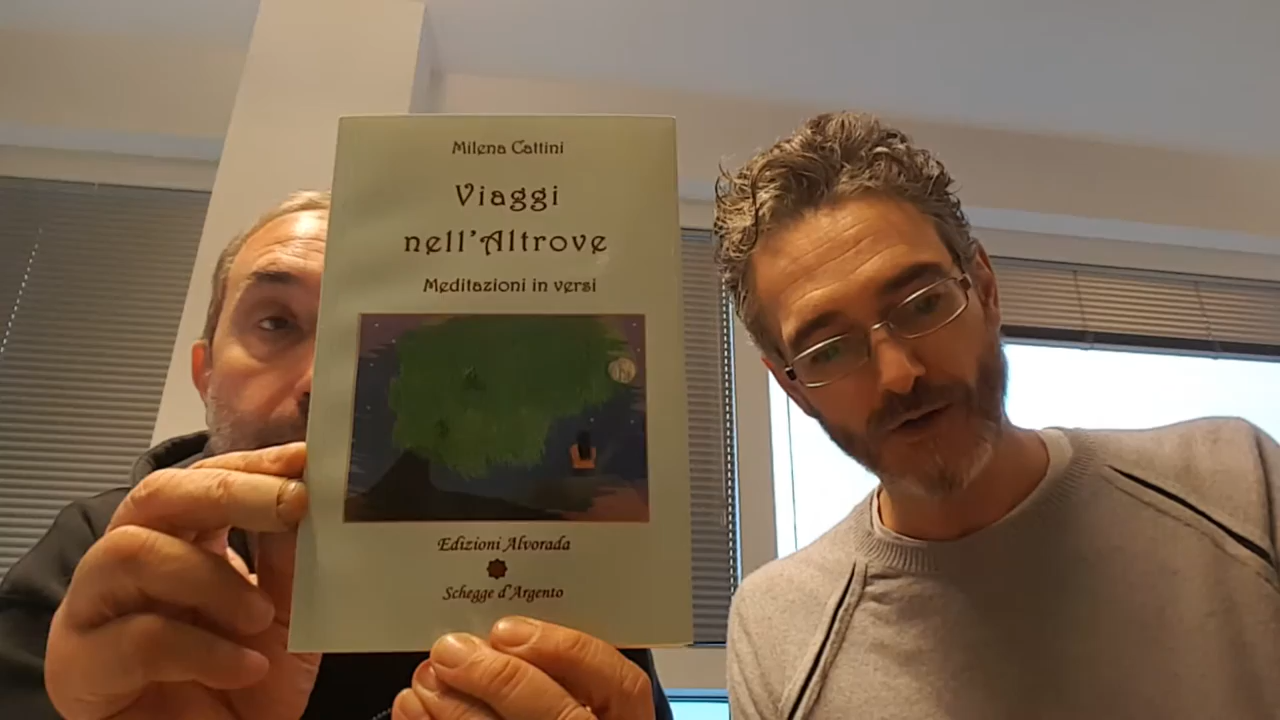 Milena Cattini
Viaggi
nell'Altrove
Meditazioni in versi
Edizioni Alvorada
Schegge d'Argento